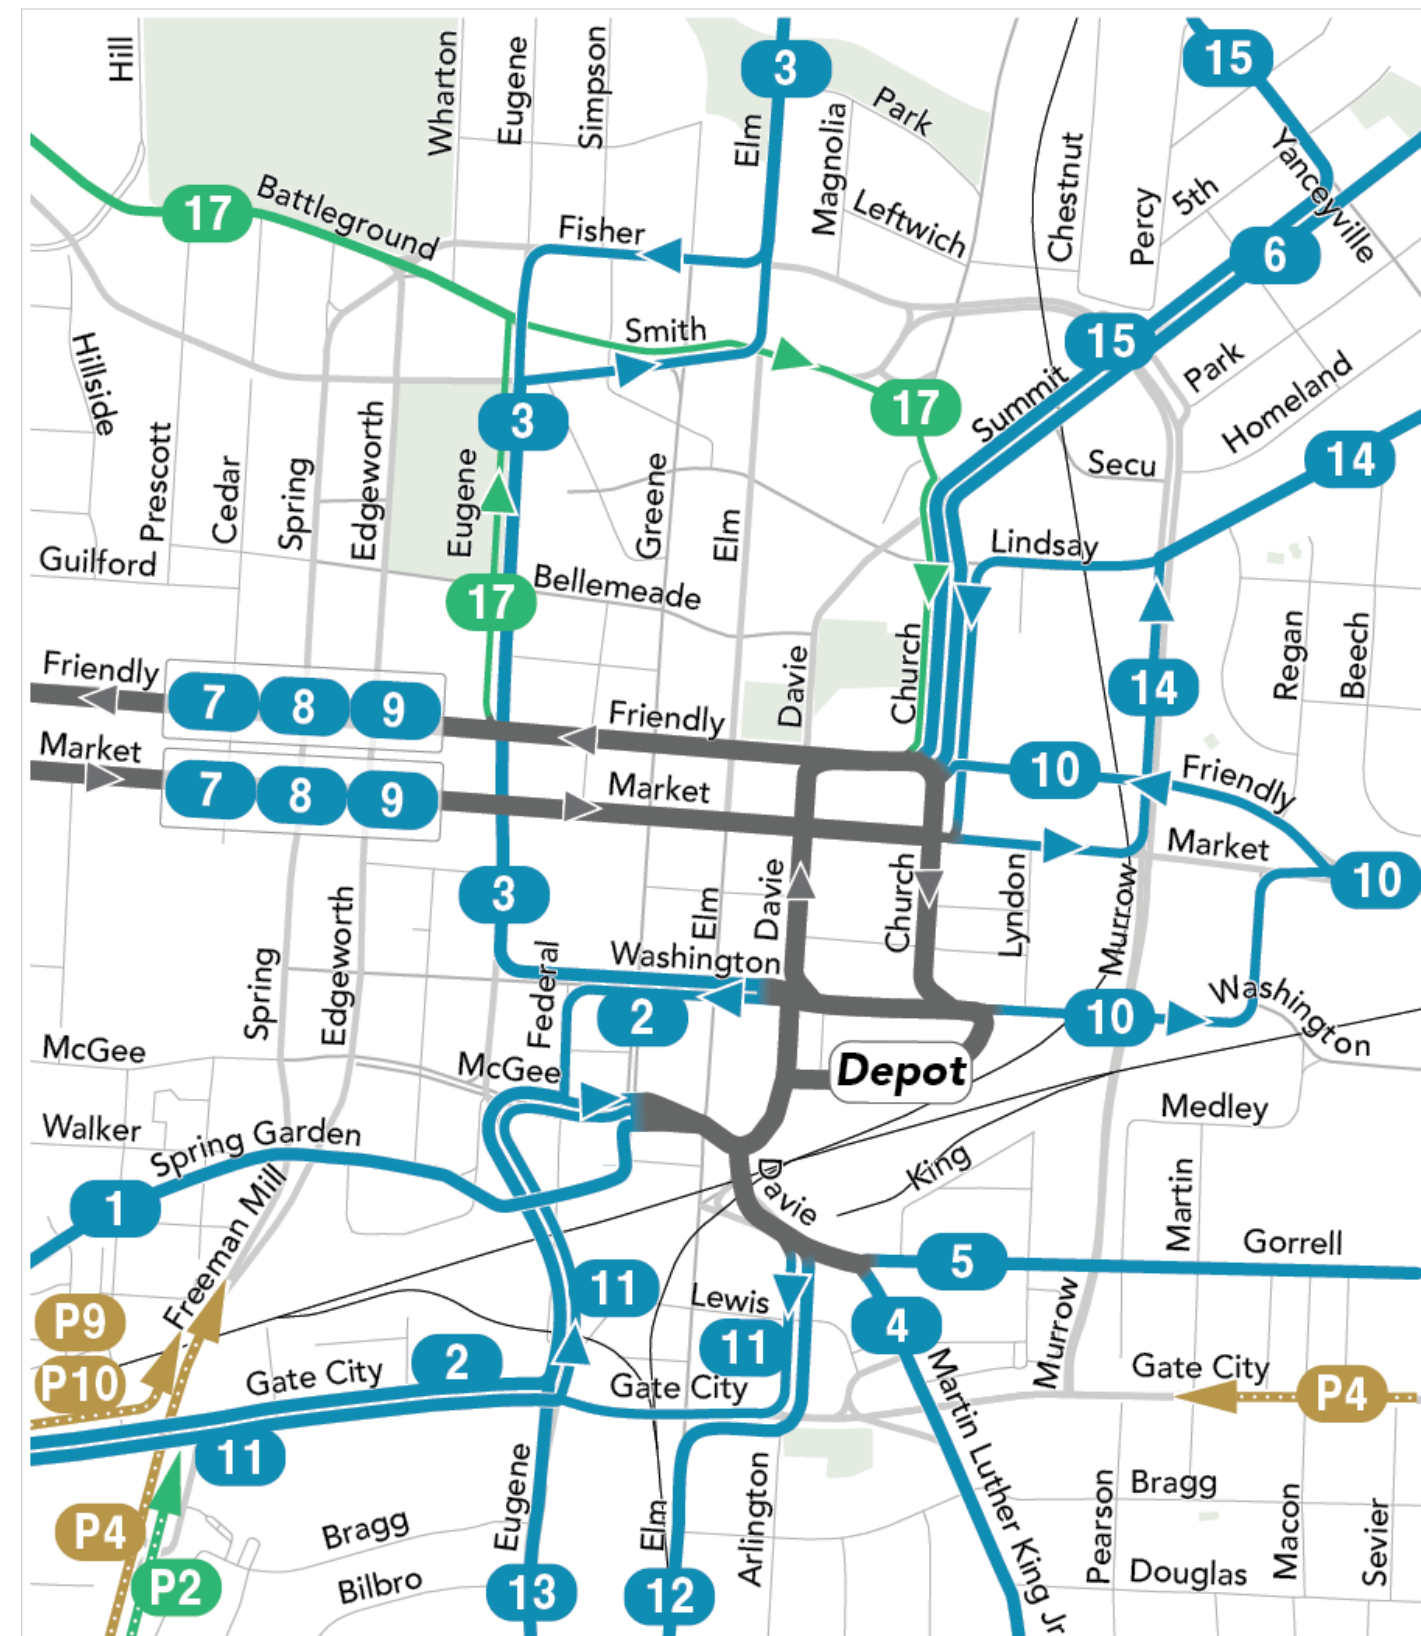 Hill
Wharton
Eugene
Simpson
3
Elm
Magnolia
Park
Leftwich
Chestnut
Percy
15
5th
Yanceyville
17
Battleground
Fisher
6
Smith
15
Park
Homeland
Hillside
Prescott
Cedar
Spring
Edgeworth
Eugene
3
Greene
Elm
17
Summit
Secu
14
Guilford
17
Bellemeade
Lindsay
Davie
Church
Regan
Beech
Friendly
7
8
9
Friendly
14
10
Friendly
Market
7
8
9
Market
Market
10
3
Elm
Davie
Church
Lyndon
Murrow
Spring
Edgeworth
Federal
Washington
2
10
Washington
McGee
McGee
Depot
Walker
Spring Garden
Medley
1
Freeman Mill
Davie
King
Martin
Gorrell
5
11
Lewis
4
11
Murrow
P9
P10
2
Gate City
Gate City
Gate City
P4
11
Martin Luther King Jr
Eugene
Elm
Arlington
Pearson
Bragg
Macon
Sevier
P4
Bragg
P2
Bilbro
13
12
Douglas